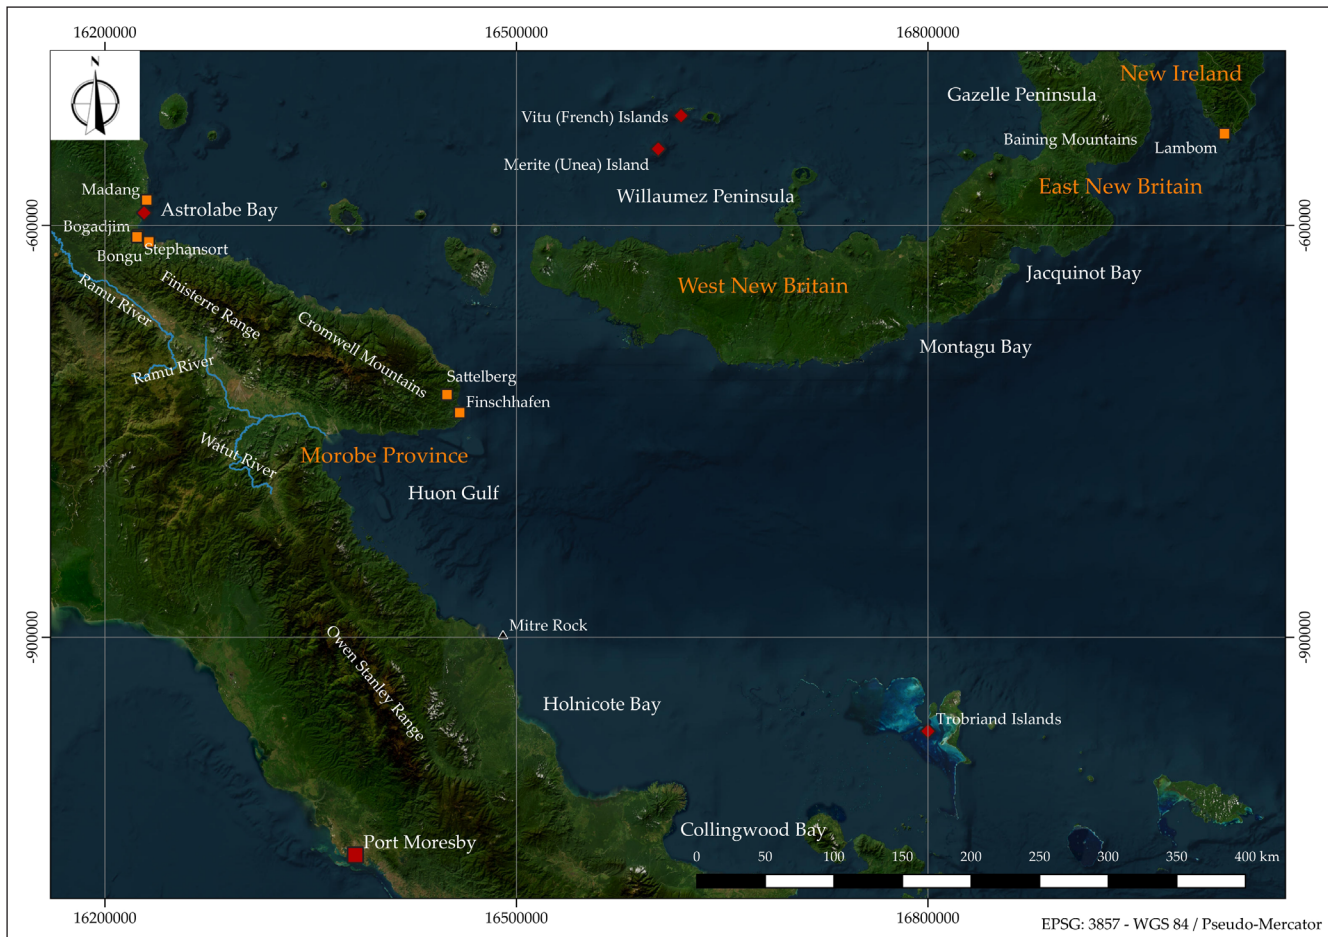 16200000
16500000
16800000
N
New Ireland
Gazelle Peninsula
Vitu (French) Islands
Baining Mountains
Lambom
Merite (Unea) Island
Madang
East New Britain
Willaumez Peninsula
Astrolabe Bay
-600000
-600000
Bogadjim
Stephansort
Bongu
Jacquinot Bay
Ramu River
Finisterre Range
West New Britain
Cromwell Mountains
Montagu Bay
Ramu River
Sattelberg
Finschhafen
Watut River
Morobe Province
Huon Gulf
Mitre Rock
-900000
-900000
Owen Stanley Range
Holnicote Bay
Trobriand Islands
Port Moresby
Collingwood Bay
0 50 100 150 200 250 300 350 400 km
16200000
16500000
16800000
EPSG: 3857 - WGS 84 / Pseudo-Mercator